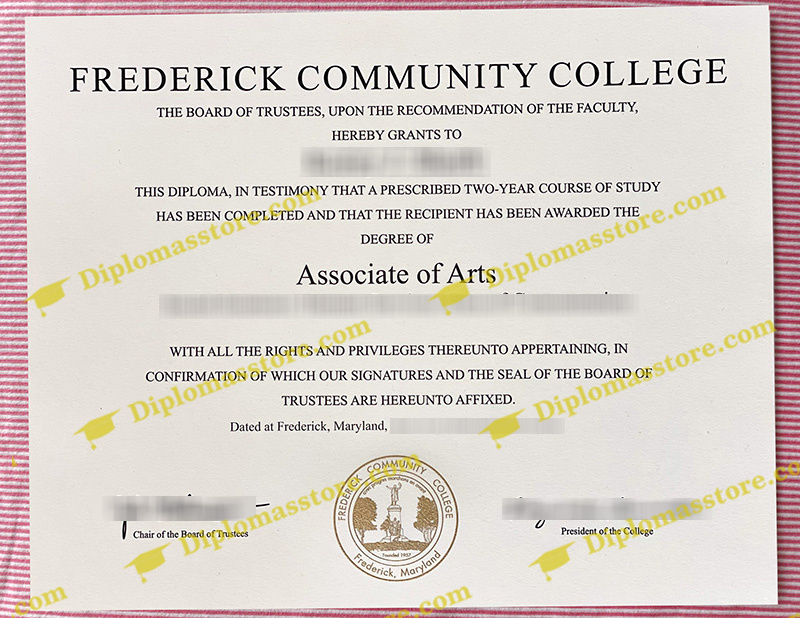 FREDERICK COMMUNITY COLLEGE
THE BOARD OF TRUSTEES, UPON THE RECOMMENDATION OF THE FACULTY,
HEREBY GRANTS TO
THIS DIPLOMA, IN TESTIMONY THAT A PRESCRIBED TWO-YEAR COURSE OF STUDY
HAS BEEN COMPLETED AND THAT THE RECIPIENT HAS BEEN AWARDED THE
DEGREE OF
Diplomasstore.com
Diplomasstore.com
Associate of Arts
WITH ALL THE RIGHTS AND PRIVILEGES THEREUNTO APPERTAINING, IN
CONFIRMATION OF WHICH OUR SIGNATURES AND THE SEAL OF THE BOARD OF
TRUSTEES ARE HEREUNTO AFFIXED.
Diplomasstore.com
Diplomasstore.com
Dated at Frederick, Maryland,
FREDERICK COMMUNITY COLLEGE
Founded 1957
Frederick, Maryland
Chair of the Board of Trustees
President of the College
Diplomasstore.com
Diplomasstore.com
.com
Diplomasstore.com